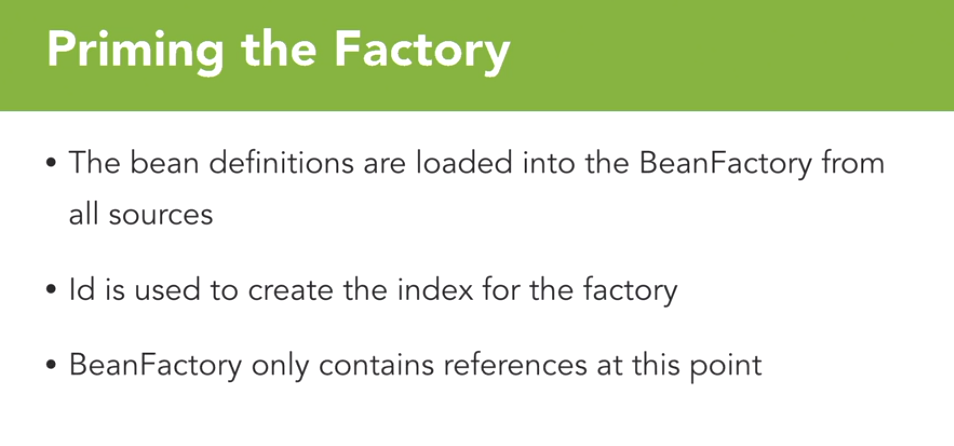 Priming the Factory
• The bean definitions are loaded into the BeanFactory from
all sources
• Id is used to create the index for the factory
• BeanFactory only contains references at this point